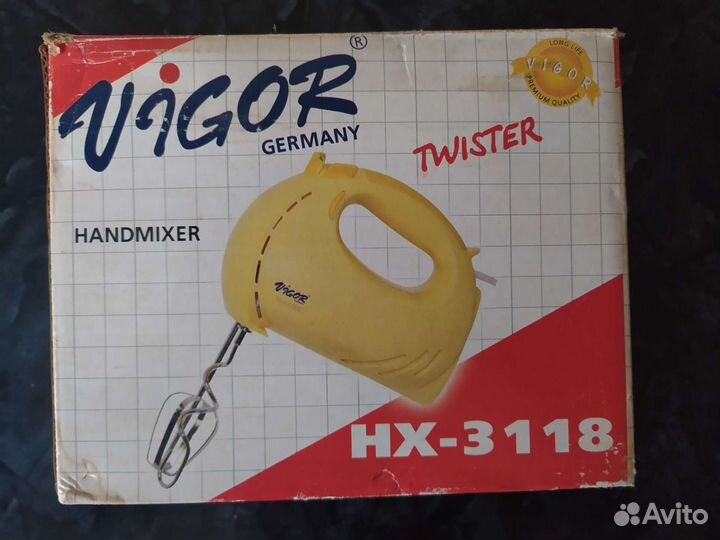 ViGOR®
GERMANY
LONG LIFE
VIGOR
PREMIUM QUALITY
TWISTER
HANDMIXER
ViGOR
HX-3118
Avito